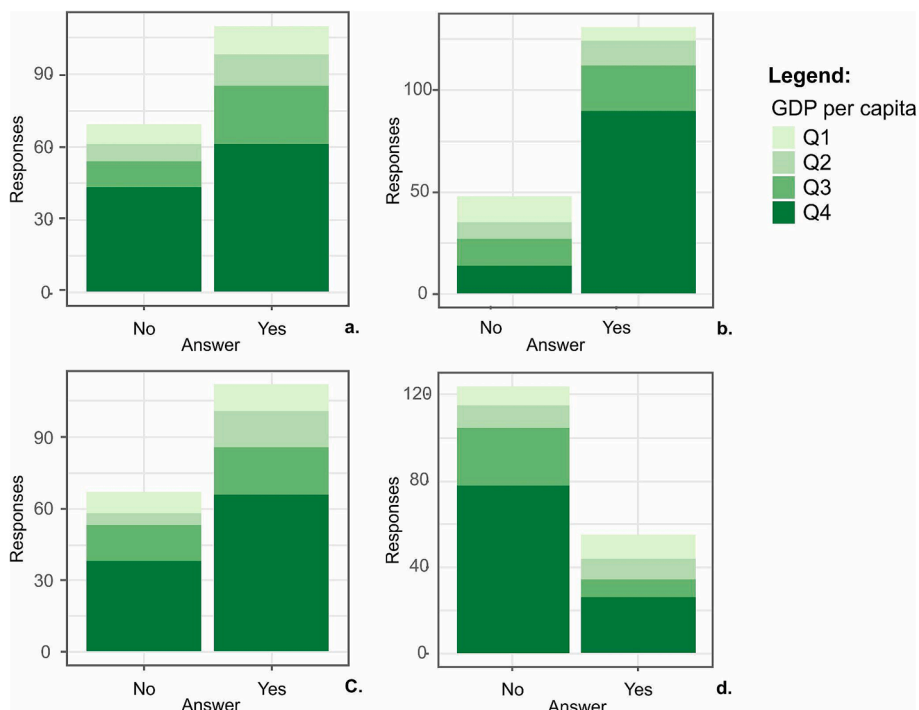 90
60
30
0
Responses
No Yes
Answer
a.
100
50
0
Responses
No Yes
Answer
b.
Legend:
GDP per capita
Q1
Q2
Q3
Q4
90
60
30
0
Responses
No Yes
Answer
C.
120
80
40
0
Responses
No Yes
Answer
d.